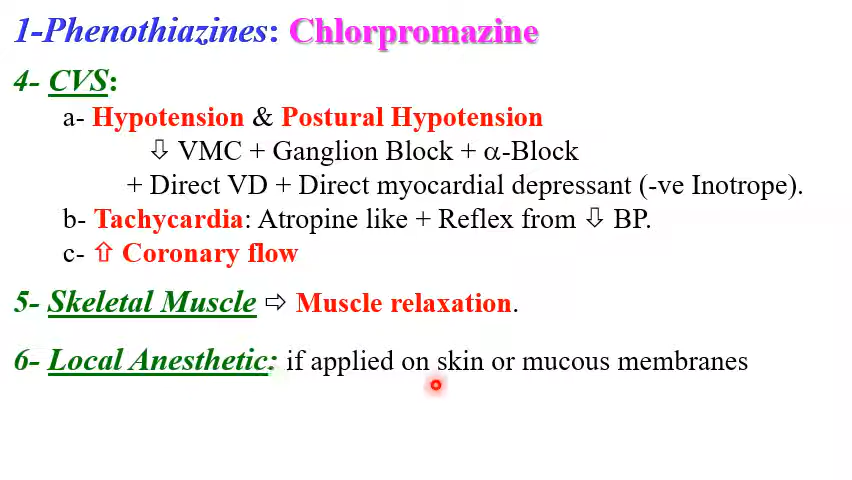 1-Phenothiazines: Chlorpromazine
4- CVS:
a- Hypotension & Postural Hypotension
⇩ VMC + Ganglion Block + α-Block
+ Direct VD + Direct myocardial depressant (-ve Inotrope).
b- Tachycardia: Atropine like + Reflex from ⇩ BP.
c- ⇧ Coronary flow
5- Skeletal Muscle ⇨ Muscle relaxation.
6- Local Anesthetic: if applied on skin or mucous membranes